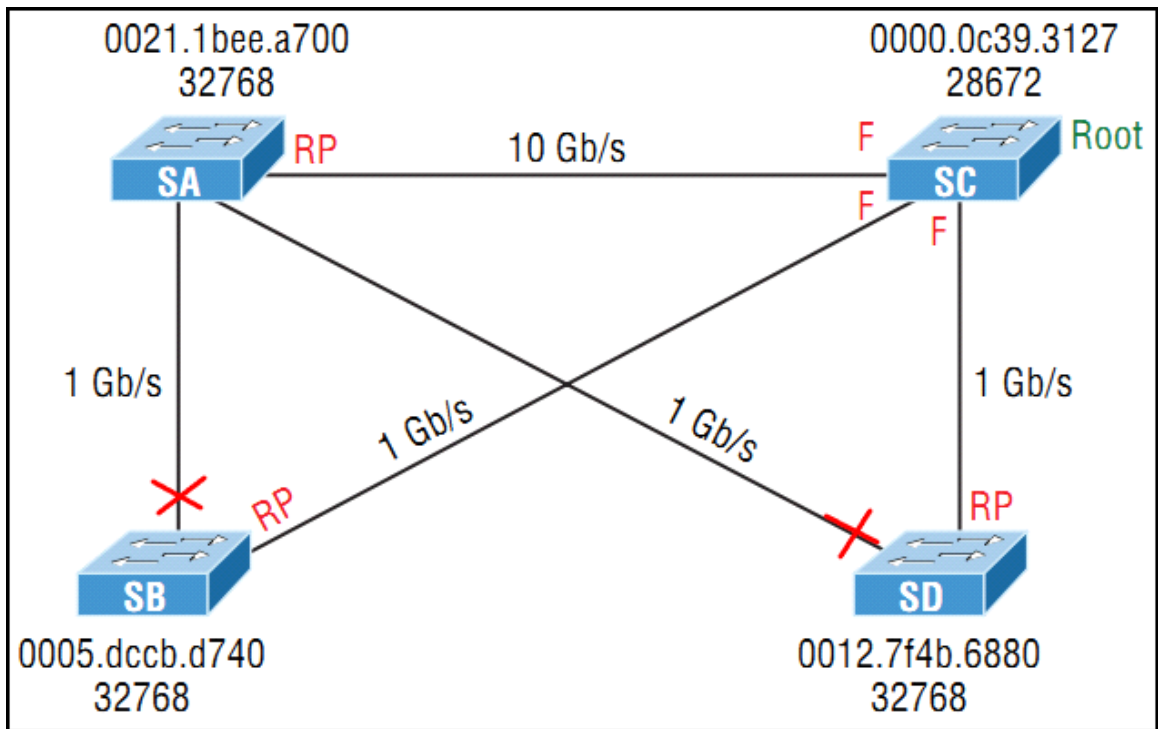 0021.1bee.a700
32768
0000.0c39.3127
28672
Root
RP
10 Gb/s
F
SA
SC
F
F
1 Gb/s
1 Gb/s
1 Gb/s
1 Gb/s
RP
RP
SB
SD
0005.dccb.d740
32768
0012.7f4b.6880
32768